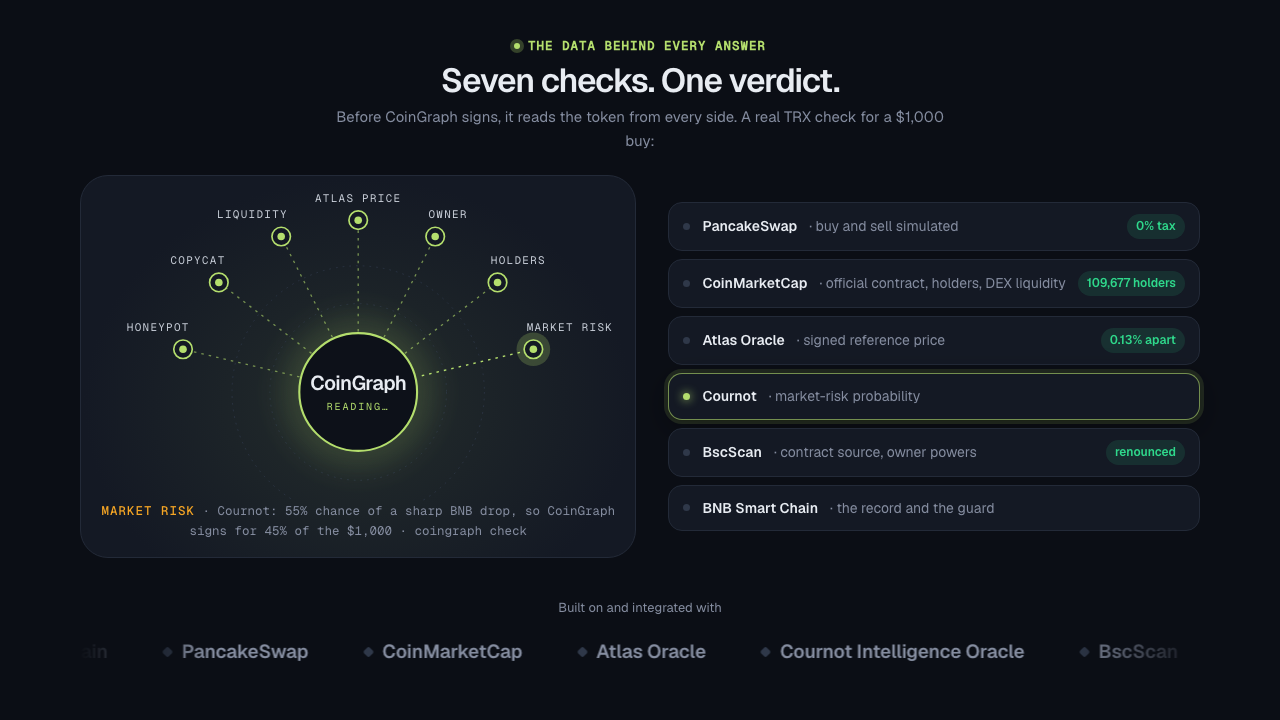 THE DATA BEHIND EVERY ANSWER
Seven checks. One verdict.
Before CoinGraph signs, it reads the token from every side. A real TRX check for a $1,000
buy:
ATLAS PRICE
LIQUIDITY
OWNER
COPYCAT
HOLDERS
HONEYPOT
MARKET RISK
CoinGraph
READING…
MARKET RISK · Cournot: 55% chance of a sharp BNB drop, so CoinGraph
signs for 45% of the $1,000 · coingraph check
PancakeSwap · buy and sell simulated 0% tax
CoinMarketCap · official contract, holders, DEX liquidity 109,677 holders
Atlas Oracle · signed reference price 0.13% apart
Cournot · market-risk probability
BscScan · contract source, owner powers renounced
BNB Smart Chain · the record and the guard
Built on and integrated with
ain PancakeSwap CoinMarketCap Atlas Oracle Cournot Intelligence Oracle BscScan